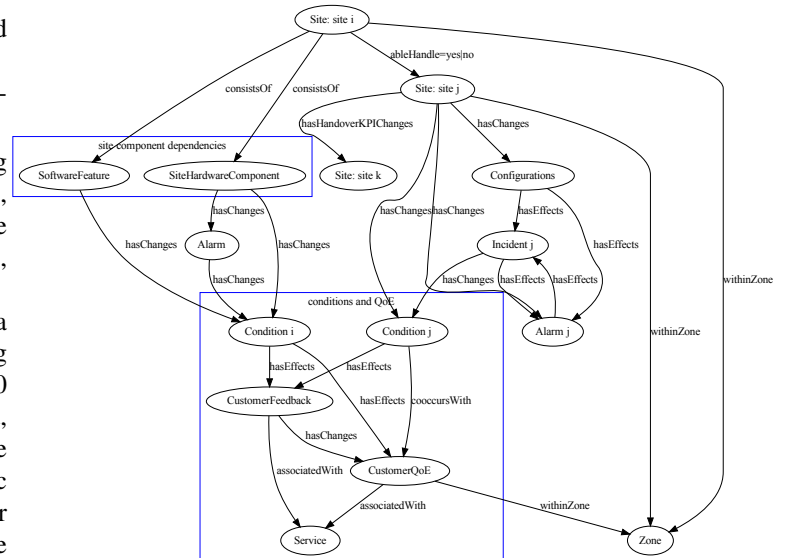 d
Site: site i
-
ableHandle=yes|no
consistsOf
consistsOf
Site: site j
hasHandoverKPIChanges
hasChanges
site component dependencies
g
SoftwareFeature
SiteHardwareComponent
Site: site k
Configurations
,
e
hasChanges
hasChanges
hasChanges
hasEffects
hasChanges
Alarm
hasChanges
Incident j
hasEffects
,
hasChanges
hasChanges
hasEffects
hasEffects
withinZone
conditions and QoE
a
Condition i
Condition j
Alarm j
withinZone
g
hasEffects
hasEffects
0
CustomerFeedback
hasEffects
cooccursWith
,
hasChanges
e
associatedWith
CustomerQoE
c
associatedWith
withinZone
r
Service
Zone
e